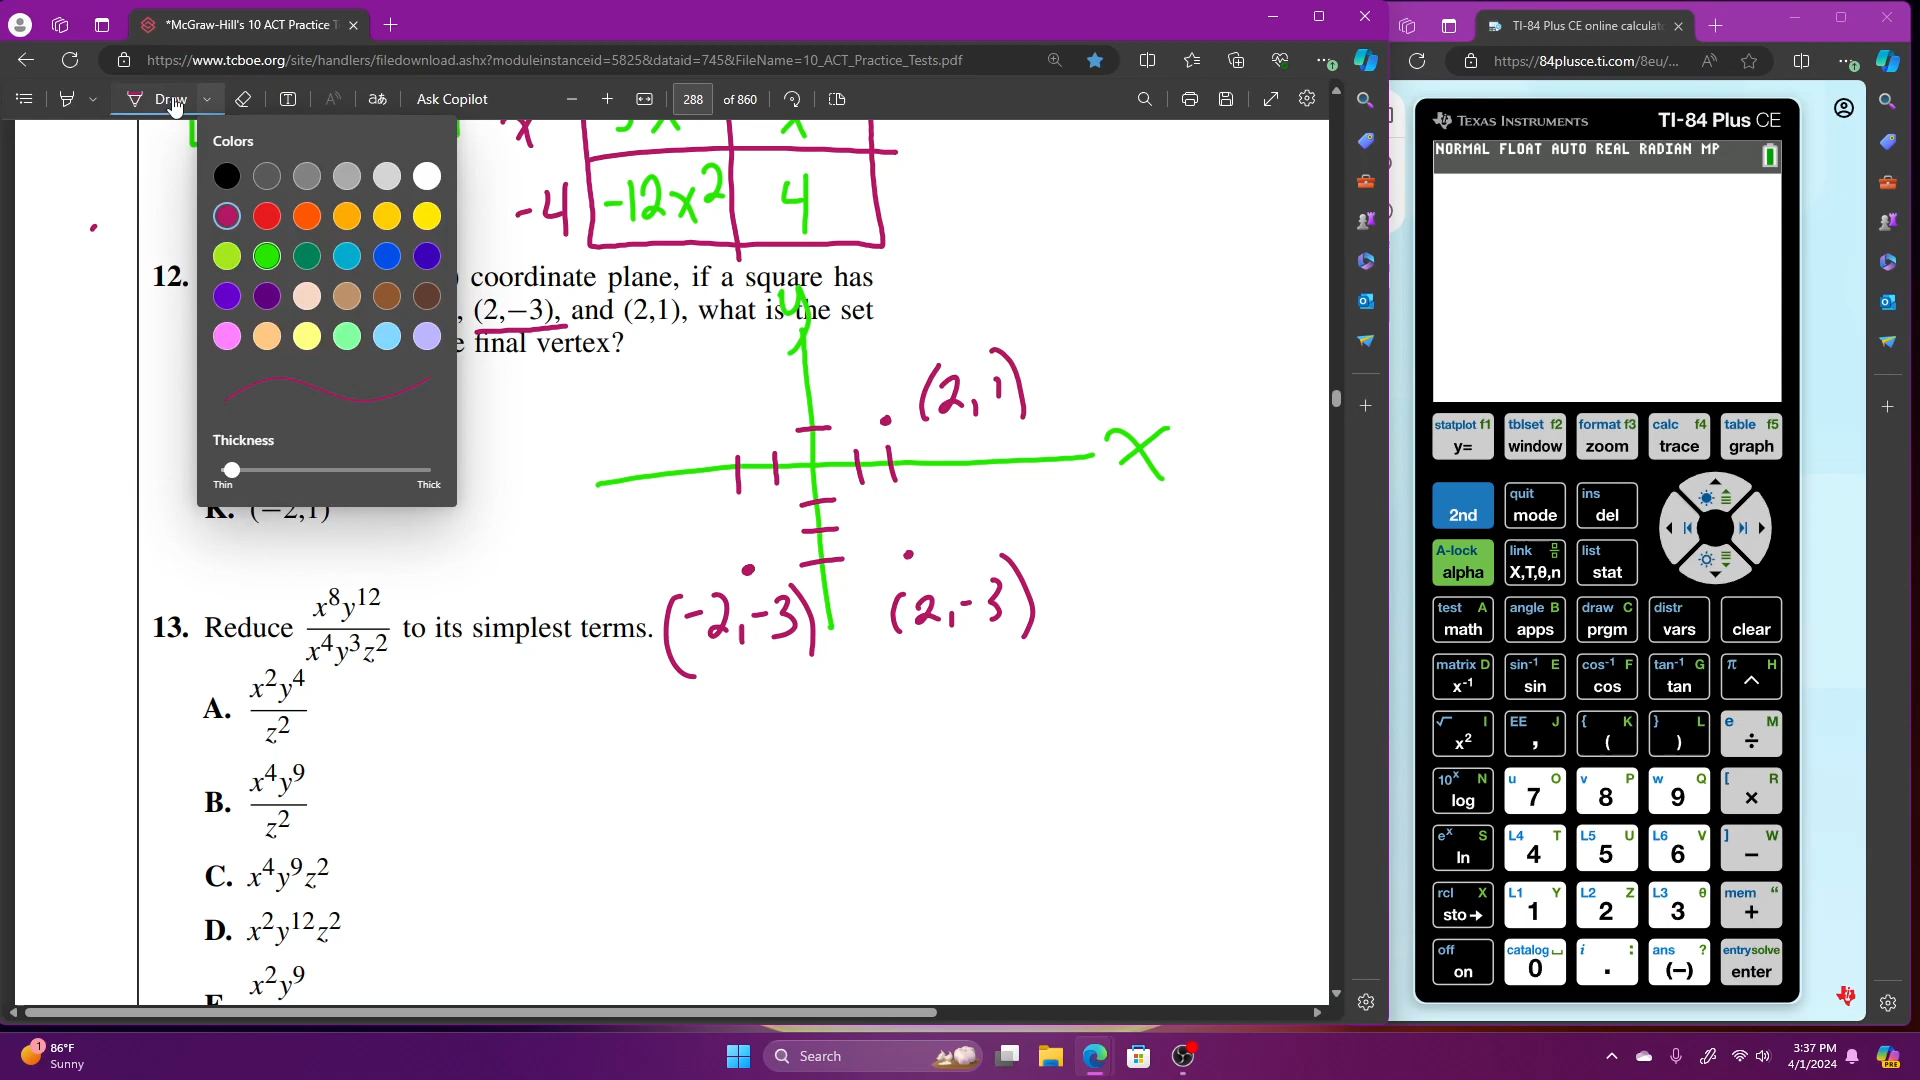 *McGraw-Hill's 10 ACT Practice T
https://www.tcboe.org/site/handlers/filedownload.ashx?moduleinstanceid=5825&dataid=745&FileName=10_ACT_Practice_Tests.pdf
Draw
Ask Copilot
288 of 860
Colors
Thickness
Thin Thick
-4 -12x² 4
12.
coordinate plane, if a square has
(2,−3), and (2,1), what is the set
e final vertex?
y
(2,1)
x
K. (−2,1)
(-2,-3) (2,-3)
13. Reduce x⁸y¹²/x⁴y³z² to its simplest terms.
A. x²y⁴/z²
B. x⁴y⁹/z²
C. x⁴y⁹z²
D. x²y¹²z²
x²y⁹
TI-84 Plus CE online calculat
https://84plusce.ti.com/8eu/...
TEXAS INSTRUMENTS TI-84 Plus CE
NORMAL FLOAT AUTO REAL RADIAN MP
statplot f1 tblset f2 format f3 calc f4 table f5
y= window zoom trace graph
quit ins
2nd mode del
A-lock link list
alpha X,T,θ,n stat
test A angle B draw C distr
math apps prgm vars clear
matrix D sin⁻¹ E cos⁻¹ F tan⁻¹ G π H
x⁻¹ sin cos tan ^
√ I EE J { K } L e M
x² , ( ) ÷
10ˣ N u O v P w Q [ R
log 7 8 9 ×
eˣ S L4 T L5 U L6 V ] W
ln 4 5 6 −
rcl X L1 Y L2 Z L3 θ mem “
sto→ 1 2 3 +
off catalog i : ans ? entry solve
on 0 . (−) enter
86°F
Sunny
Search
3:37 PM
4/1/2024